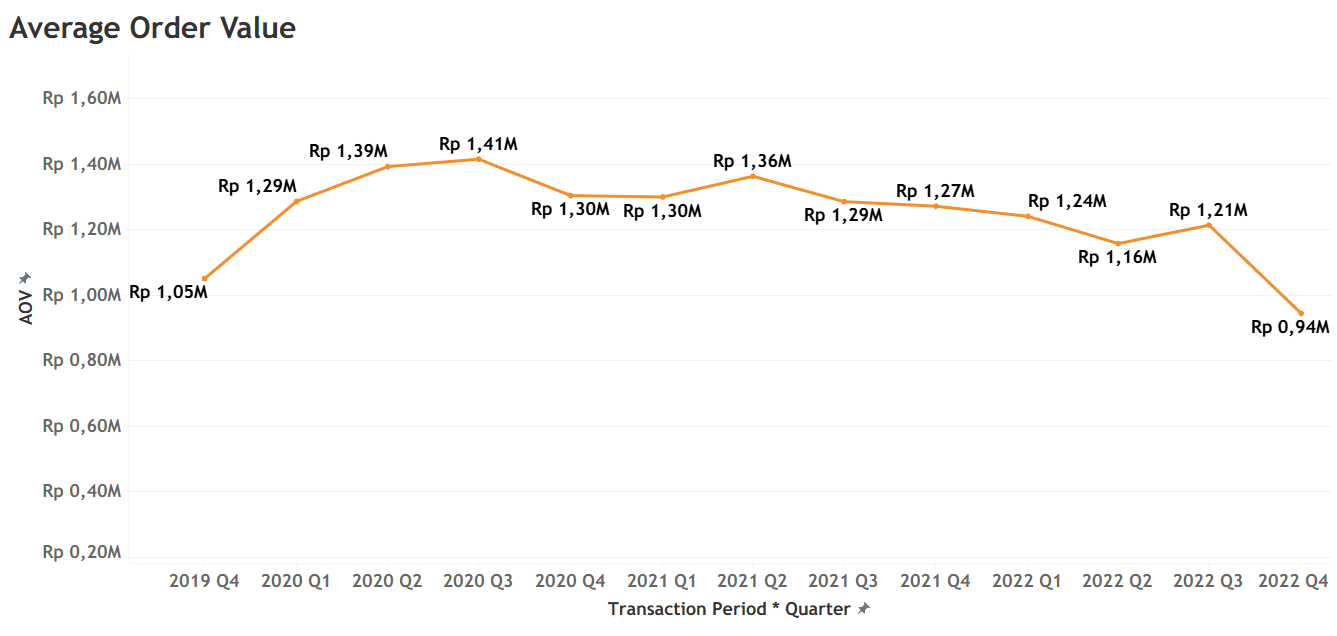 Average Order Value
Rp 1,60M
Rp 1,40M
Rp 1,20M
Rp 1,00M
Rp 0,80M
Rp 0,60M
Rp 0,40M
Rp 0,20M
AOV
Rp 1,05M
Rp 1,29M
Rp 1,39M
Rp 1,41M
Rp 1,30M
Rp 1,30M
Rp 1,36M
Rp 1,29M
Rp 1,27M
Rp 1,24M
Rp 1,16M
Rp 1,21M
Rp 0,94M
2019 Q4 2020 Q1 2020 Q2 2020 Q3 2020 Q4 2021 Q1 2021 Q2 2021 Q3 2021 Q4 2022 Q1 2022 Q2 2022 Q3 2022 Q4
Transaction Period * Quarter